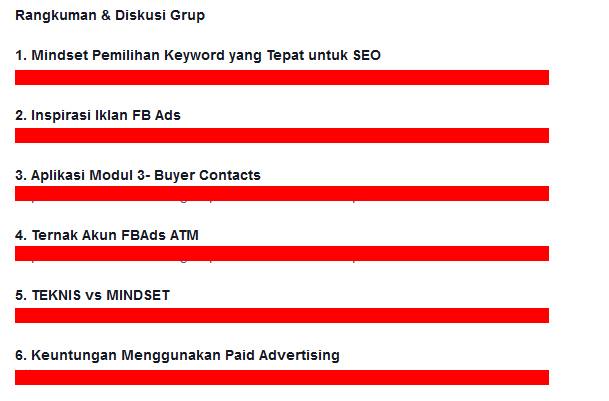 Rangkuman & Diskusi Grup
1. Mindset Pemilihan Keyword yang Tepat untuk SEO
2. Inspirasi Iklan FB Ads
3. Aplikasi Modul 3- Buyer Contacts
4. Ternak Akun FBAds ATM
5. TEKNIS vs MINDSET
6. Keuntungan Menggunakan Paid Advertising